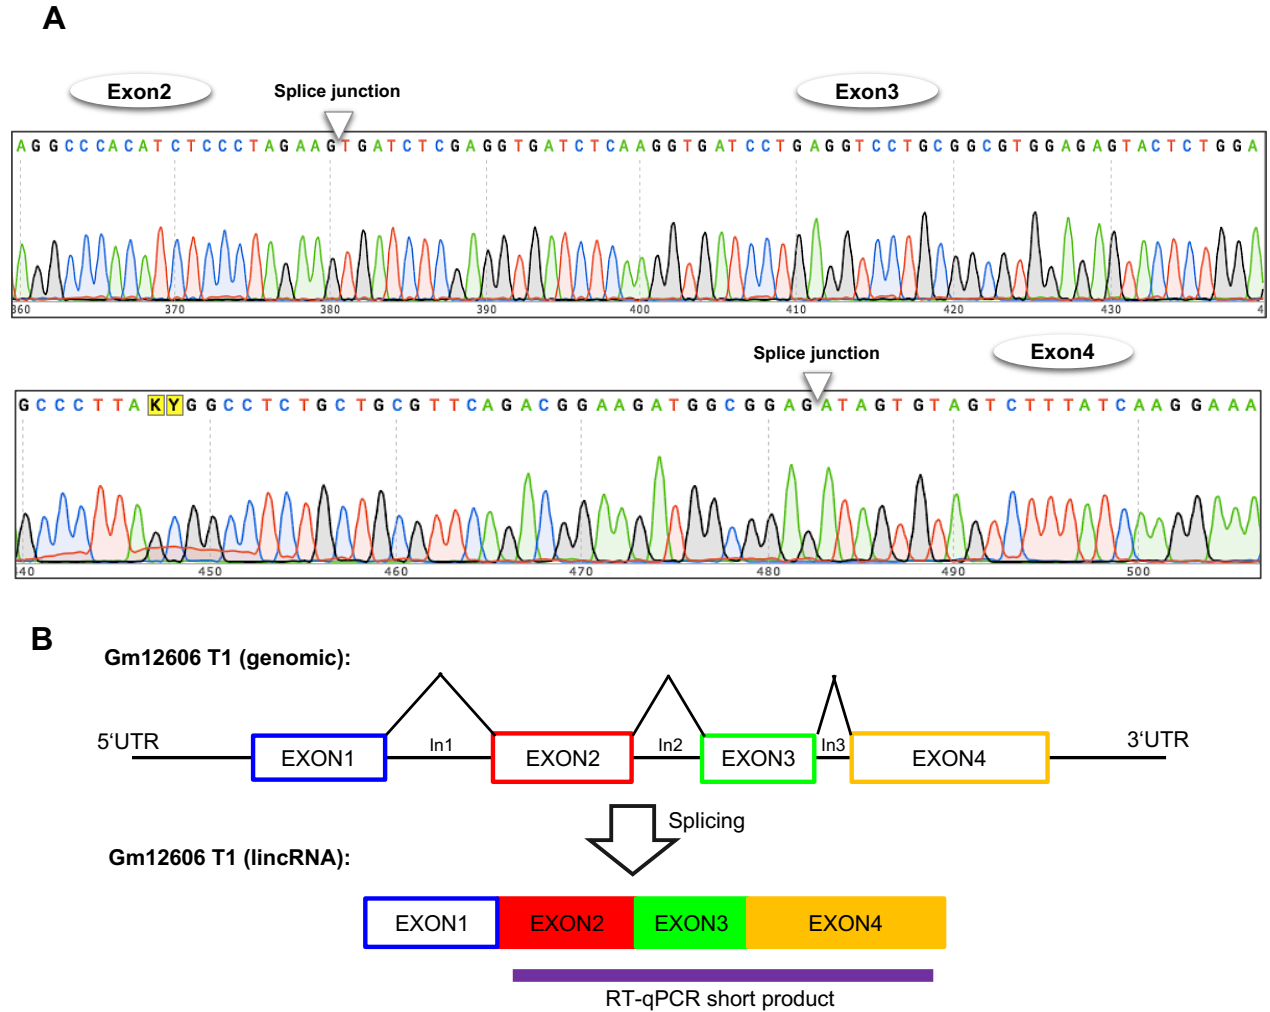 A
Exon2
Splice junction
Exon3
AGGCCCACATCTCCCTAGAAGTGATCTCGAGGTGATCTCAAGGTGATCCTGAGGTCCTGCGGCGTGGAGAGTACTCTGGA
360 370 380 390 400 410 420 430 4
Splice junction
Exon4
GCCCTTAKYGGCCTCTGCTGCGTTCAGACGGAAGATGGCGGAGATAGTGTAGTCTTTATCAAGGAAA
40 450 460 470 480 490 500
B
Gm12606 T1 (genomic):
5‘UTR
EXON1
In1
EXON2
In2
EXON3
In3
EXON4
3‘UTR
Splicing
Gm12606 T1 (lincRNA):
EXON1
EXON2
EXON3
EXON4
RT-qPCR short product